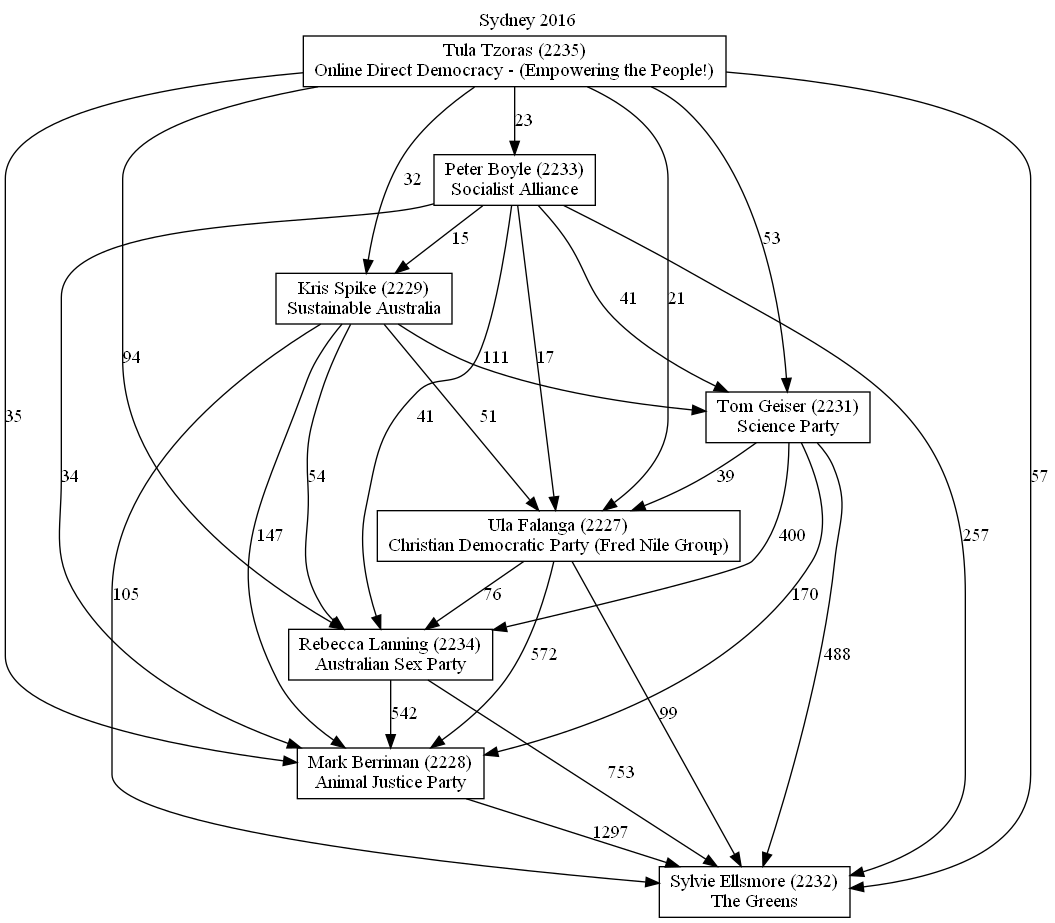 Sydney 2016
Tula Tzoras (2235)
Online Direct Democracy - (Empowering the People!)
23
Peter Boyle (2233)
Socialist Alliance
32
15
53
Kris Spike (2229)
Sustainable Australia
41
21
94
111
17
Tom Geiser (2231)
Science Party
35
41
51
34
54
39
57
Ula Falanga (2227)
Christian Democratic Party (Fred Nile Group)
147
400
257
105
76
170
Rebecca Lanning (2234)
Australian Sex Party
572
488
542
99
Mark Berriman (2228)
Animal Justice Party
753
1297
Sylvie Ellsmore (2232)
The Greens